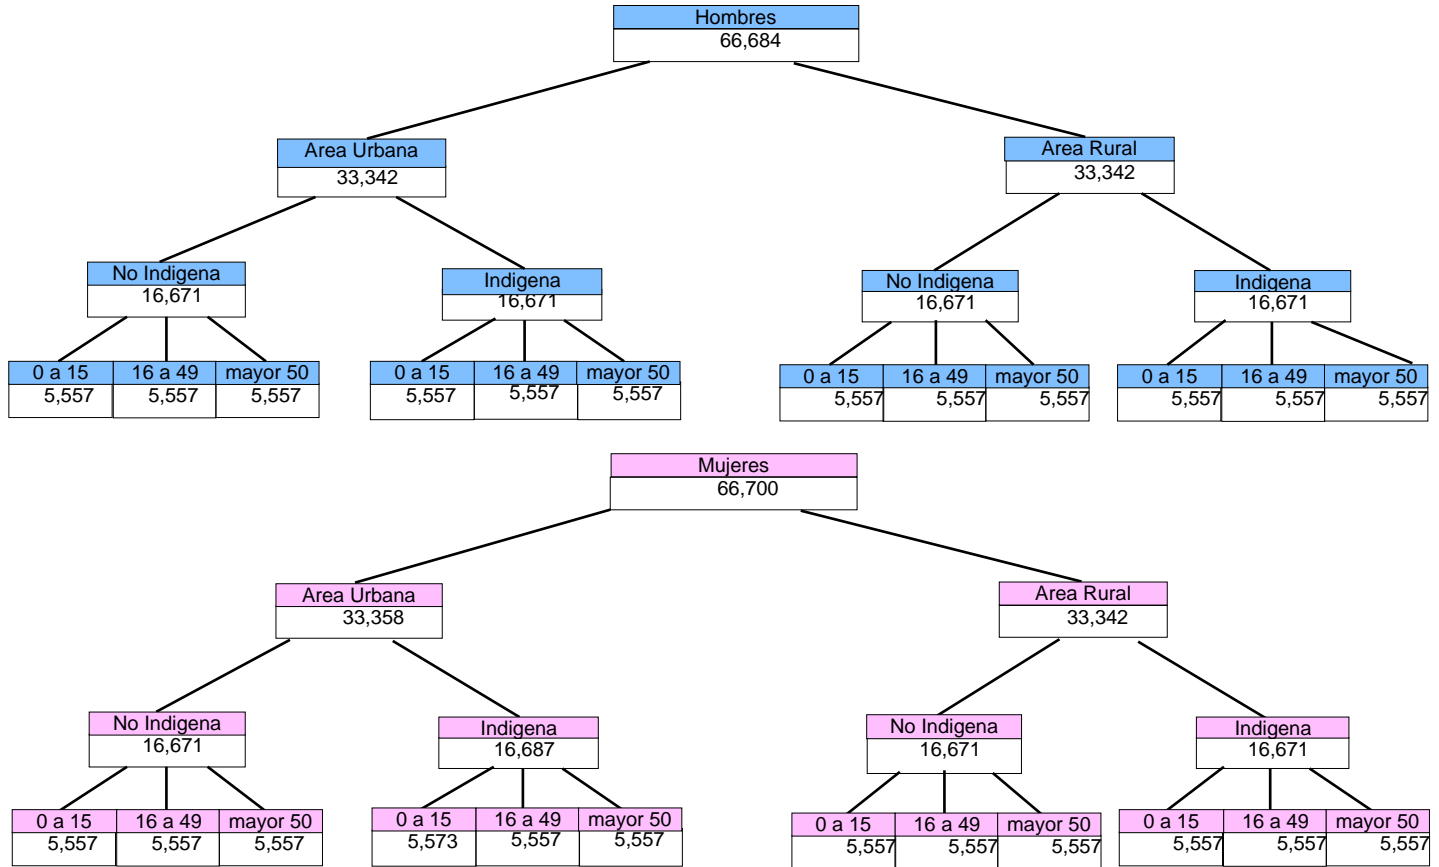 Hombres
66,684
Area Urbana
Area Rural
33,342
33,342
No Indigena
Indigena
No Indigena
Indigena
16,671
16,671
16,671
16,671
0 a 15 16 a 49 mayor 50
0 a 15 16 a 49 mayor 50
0 a 15 16 a 49 mayor 50
0 a 15 16 a 49 mayor 50
5,557 5,557 5,557
5,557 5,557 5,557
5,557 5,557 5,557
5,557 5,557 5,557
Mujeres
66,700
Area Urbana
Area Rural
33,358
33,342
No Indigena
Indigena
No Indigena
Indigena
16,671
16,687
16,671
16,671
0 a 15 16 a 49 mayor 50
0 a 15 16 a 49 mayor 50
0 a 15 16 a 49 mayor 50
0 a 15 16 a 49 mayor 50
5,557 5,557 5,557
5,573 5,557 5,557
5,557 5,557 5,557
5,557 5,557 5,557